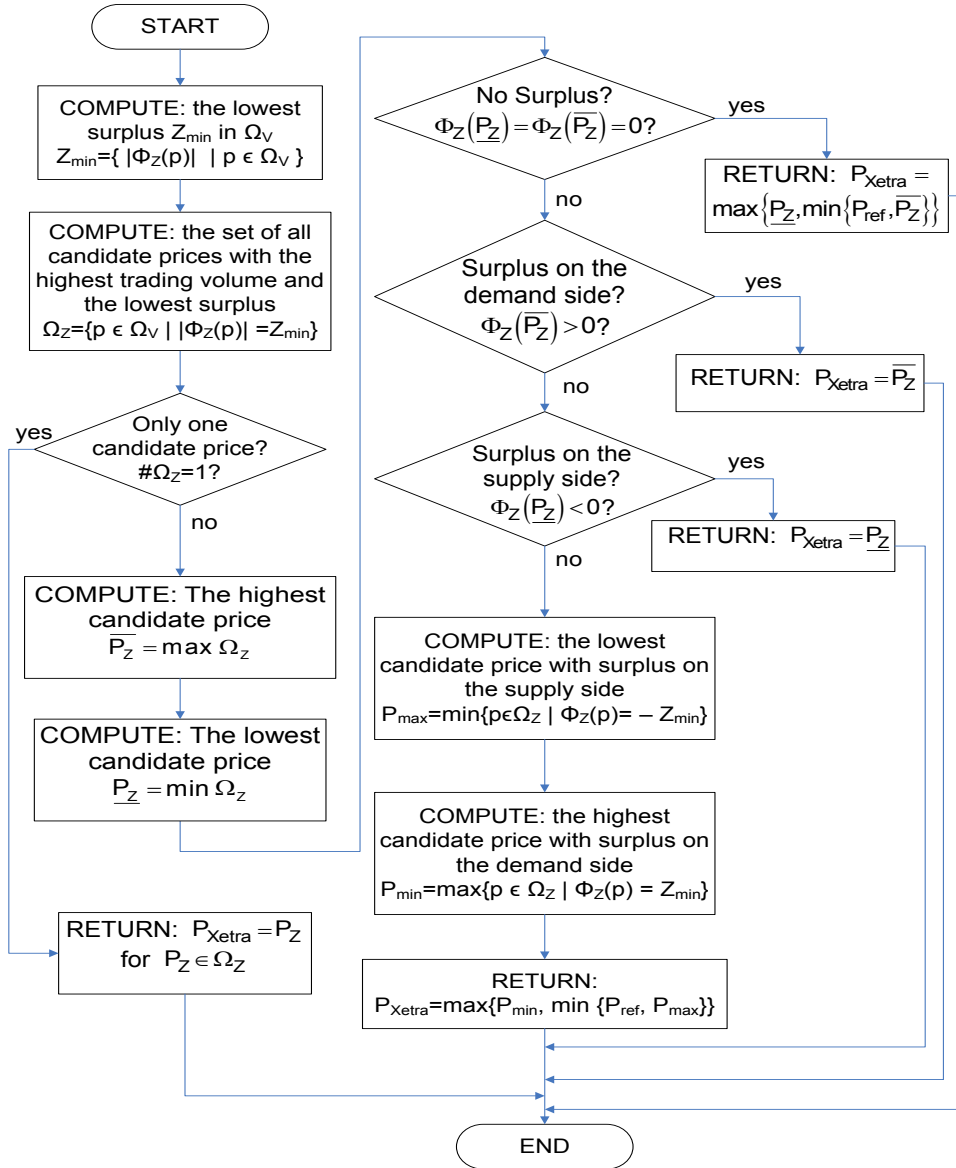 START
COMPUTE: the lowest
surplus Z_min in Ω_V
Z_min={ |Φ_Z(p)| | p ϵ Ω_V }
COMPUTE: the set of all
candidate prices with the
highest trading volume and
the lowest surplus
Ω_Z={p ϵ Ω_V | |Φ_Z(p)| =Z_min}
yes
Only one
candidate price?
#Ω_Z=1?
no
COMPUTE: The highest
candidate price
P̅_Z̅ = max Ω_Z
COMPUTE: The lowest
candidate price
P̲_Z̲ = min Ω_Z
RETURN: P_Xetra = P_Z
for P_Z ∈ Ω_Z
No Surplus?
Φ_Z(P̲_Z̲) = Φ_Z(P̅_Z̅) = 0?
yes
RETURN: P_Xetra =
max{P̲_Z̲, min{P_ref, P̅_Z̅}}
no
Surplus on the
demand side?
Φ_Z(P̅_Z̅) > 0?
yes
RETURN: P_Xetra = P̅_Z̅
no
Surplus on the
supply side?
Φ_Z(P̲_Z̲) < 0?
yes
RETURN: P_Xetra = P̲_Z̲
no
COMPUTE: the lowest
candidate price with surplus on
the supply side
P_max=min{pϵΩ_Z | Φ_Z(p)= – Z_min}
COMPUTE: the highest
candidate price with surplus on
the demand side
P_min=max{p ϵ Ω_Z | Φ_Z(p) = Z_min}
RETURN:
P_Xetra=max{P_min, min {P_ref, P_max}}
END